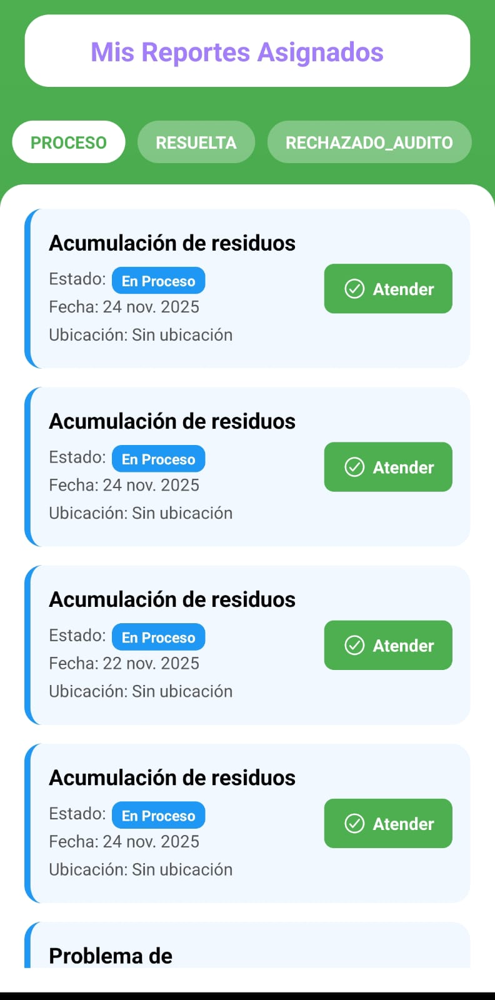 Mis Reportes Asignados
PROCESO RESUELTA RECHAZADO_AUDITO
Acumulación de residuos
Estado: En Proceso
Fecha: 24 nov. 2025
Ubicación: Sin ubicación
Atender
Acumulación de residuos
Estado: En Proceso
Fecha: 24 nov. 2025
Ubicación: Sin ubicación
Atender
Acumulación de residuos
Estado: En Proceso
Fecha: 22 nov. 2025
Ubicación: Sin ubicación
Atender
Acumulación de residuos
Estado: En Proceso
Fecha: 24 nov. 2025
Ubicación: Sin ubicación
Atender
Problema de